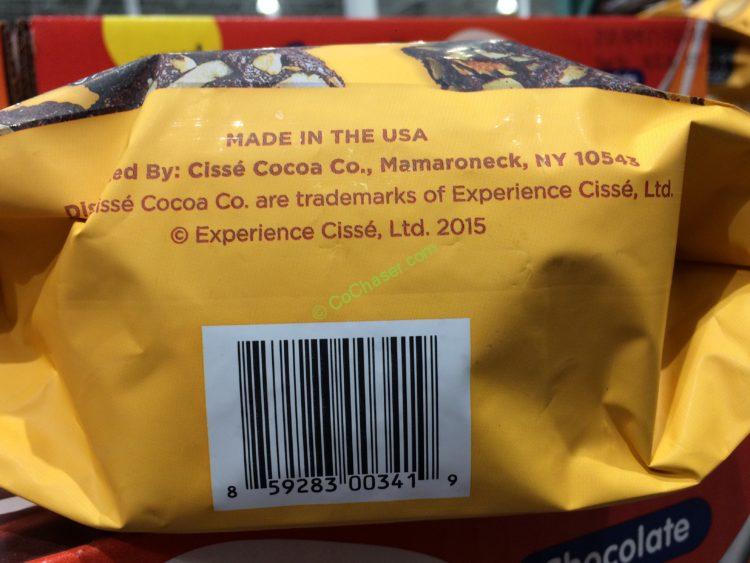 MADE IN THE USA
ed By: Cissé Cocoa Co., Mamaroneck, NY 10543
Dissé Cocoa Co. are trademarks of Experience Cissé, Ltd.
© Experience Cissé, Ltd. 2015
© CoChaser.com
8 59283 00341 9
Chocolate